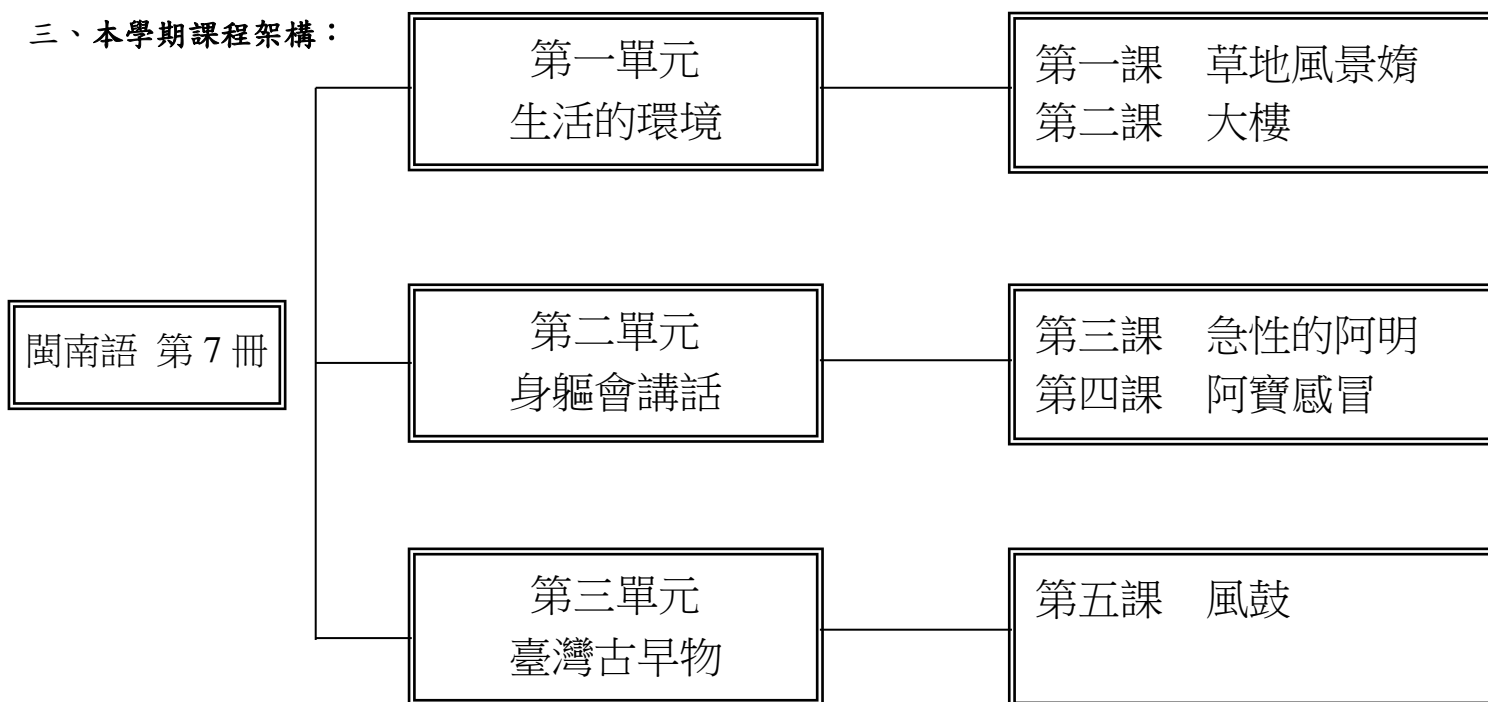 三、本學期課程架構：
第一單元
生活的環境
第一課　草地風景媠
第二課　大樓
閩南語 第 7 冊
第二單元
身軀會講話
第三課　急性的阿明
第四課　阿寶感冒
第三單元
臺灣古早物
第五課　風鼓